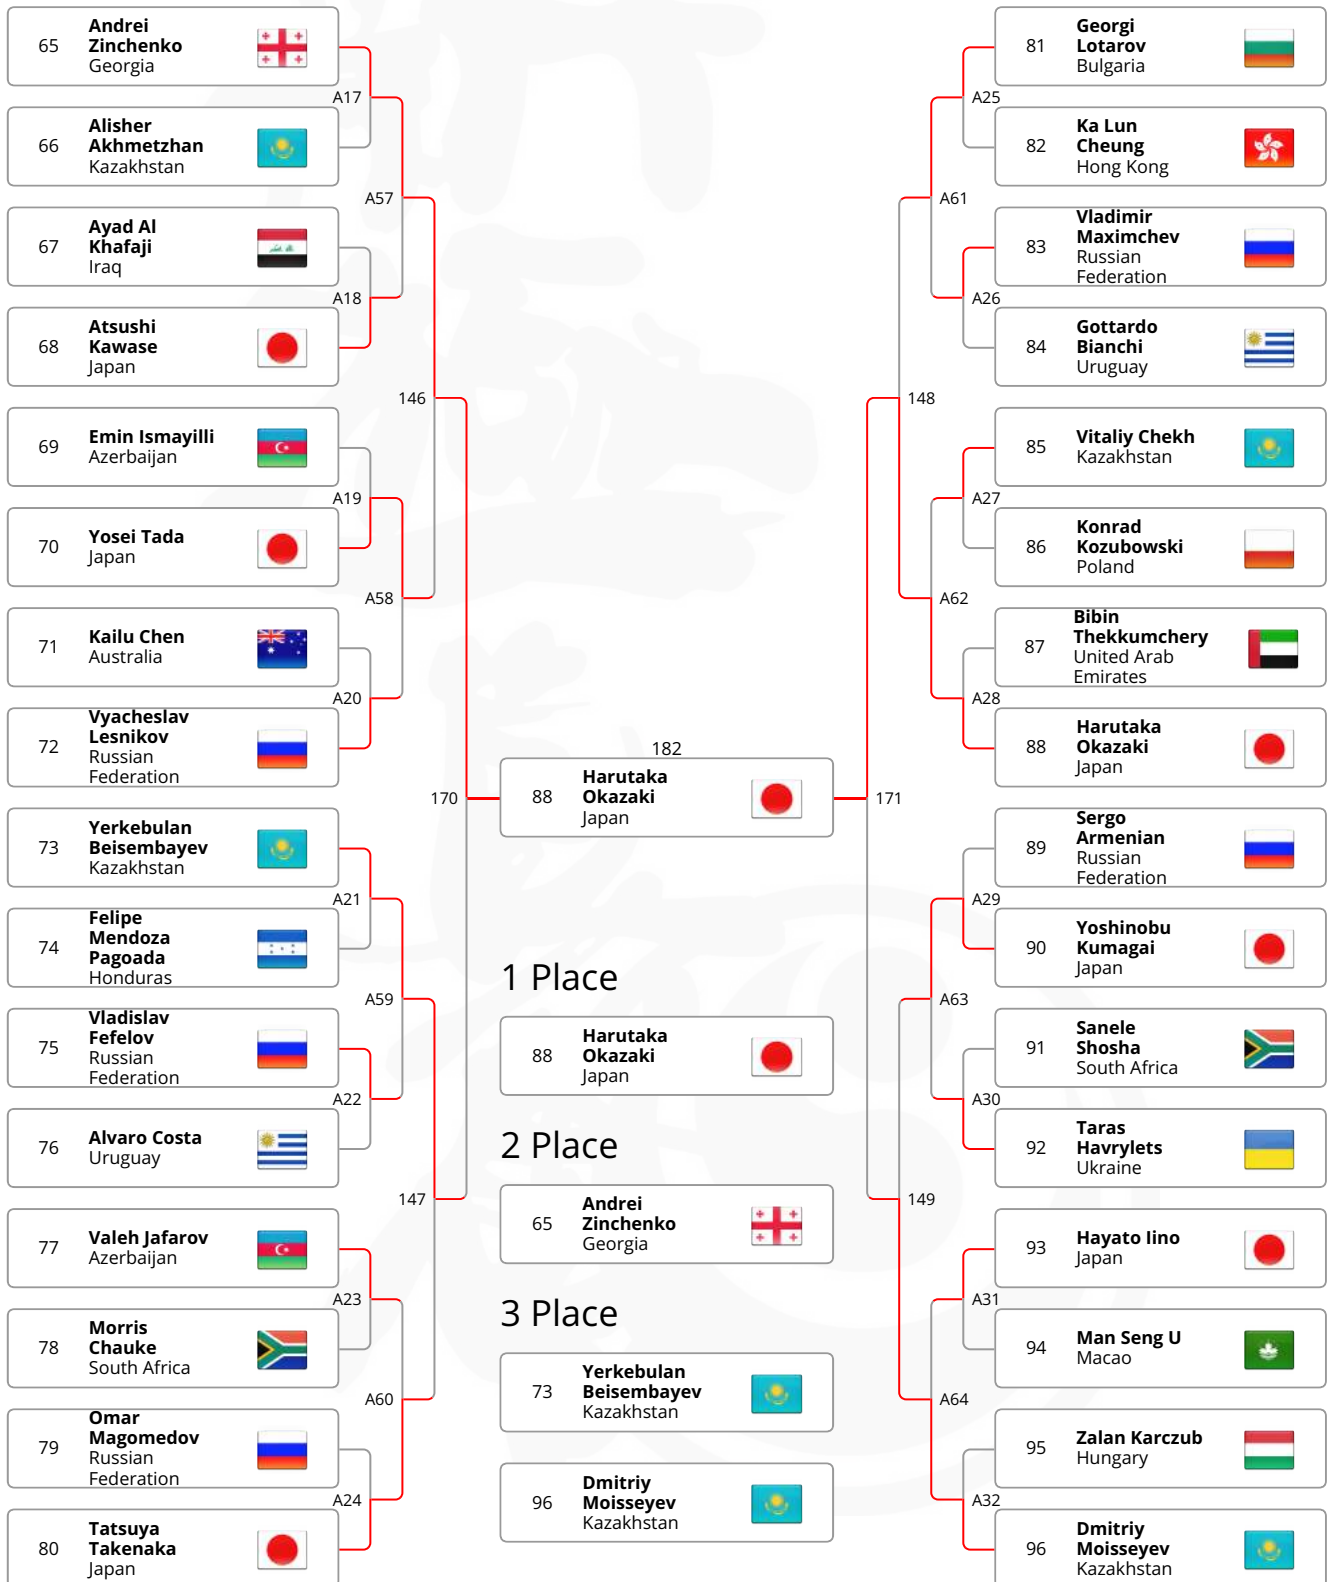 65
Andrei
Zinchenko
Georgia
A17
66
Alisher
Akhmetzhan
Kazakhstan
A57
67
Ayad Al
Khafaji
Iraq
A18
68
Atsushi
Kawase
Japan
146
69
Emin Ismayilli
Azerbaijan
A19
70
Yosei Tada
Japan
A58
71
Kailu Chen
Australia
A20
72
Vyacheslav
Lesnikov
Russian
Federation
170
73
Yerkebulan
Beisembayev
Kazakhstan
A21
74
Felipe
Mendoza
Pagoada
Honduras
A59
75
Vladislav
Fefelov
Russian
Federation
A22
76
Alvaro Costa
Uruguay
147
77
Valeh Jafarov
Azerbaijan
A23
78
Morris
Chauke
South Africa
A60
79
Omar
Magomedov
Russian
Federation
A24
80
Tatsuya
Takenaka
Japan
182
88
Harutaka
Okazaki
Japan
1 Place
88
Harutaka
Okazaki
Japan
2 Place
65
Andrei
Zinchenko
Georgia
3 Place
73
Yerkebulan
Beisembayev
Kazakhstan
96
Dmitriy
Moisseyev
Kazakhstan
81
Georgi
Lotarov
Bulgaria
A25
82
Ka Lun
Cheung
Hong Kong
A61
83
Vladimir
Maximchev
Russian
Federation
A26
84
Gottardo
Bianchi
Uruguay
148
85
Vitaliy Chekh
Kazakhstan
A27
86
Konrad
Kozubowski
Poland
A62
87
Bibin
Thekkumchery
United Arab
Emirates
A28
88
Harutaka
Okazaki
Japan
171
89
Sergo
Armenian
Russian
Federation
A29
90
Yoshinobu
Kumagai
Japan
A63
91
Sanele
Shosha
South Africa
A30
92
Taras
Havrylets
Ukraine
149
93
Hayato Iino
Japan
A31
94
Man Seng U
Macao
A64
95
Zalan Karczub
Hungary
A32
96
Dmitriy
Moisseyev
Kazakhstan